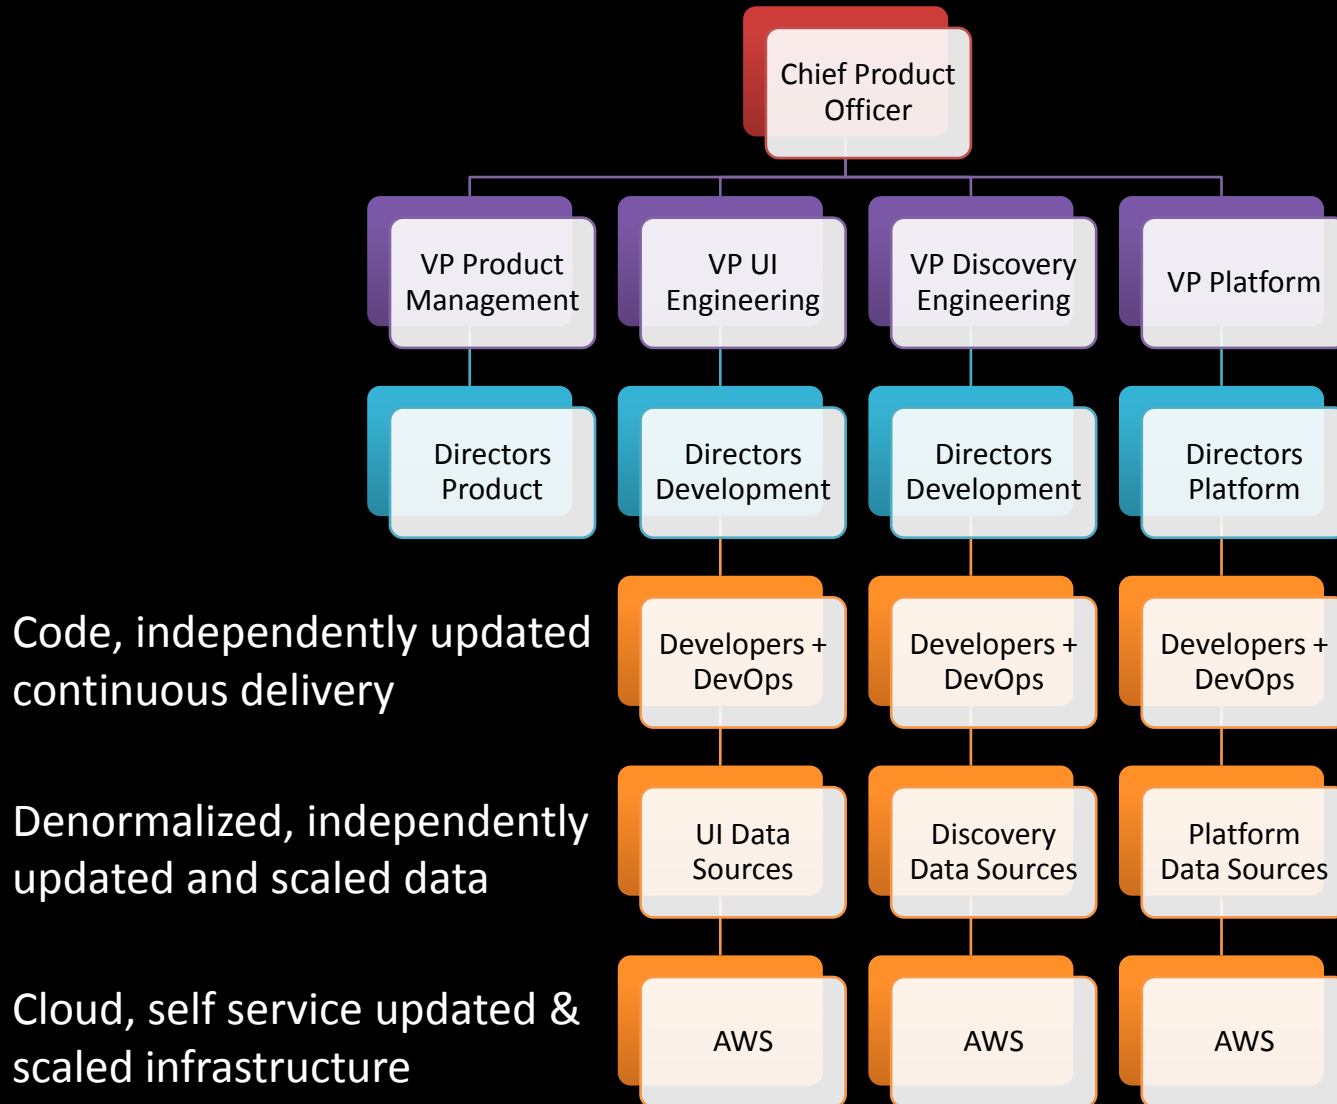 Chief Product
Officer
VP Product
Management
VP UI
Engineering
VP Discovery
Engineering
VP Platform
Directors
Product
Directors
Development
Directors
Development
Directors
Platform
Code, independently updated
continuous delivery
Developers +
DevOps
Developers +
DevOps
Developers +
DevOps
Denormalized, independently
updated and scaled data
UI Data
Sources
Discovery
Data Sources
Platform
Data Sources
Cloud, self service updated &
scaled infrastructure
AWS
AWS
AWS